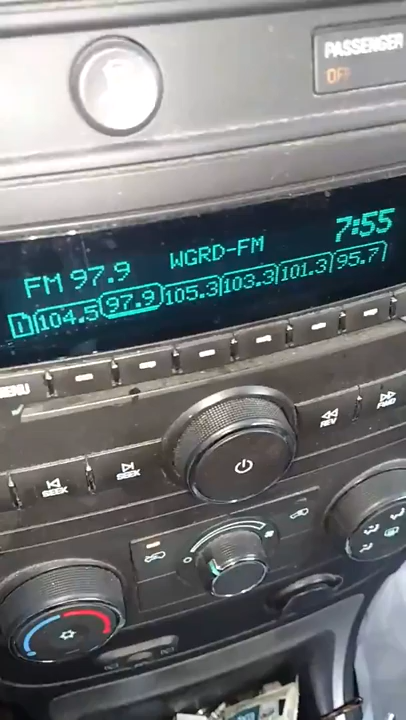 PASSENGER
OFF
7:55
FM 97.9 WGRD-FM
1 104.5 97.9 105.3 103.3 101.3 95.7
MENU
SEEK SEEK REV FWD